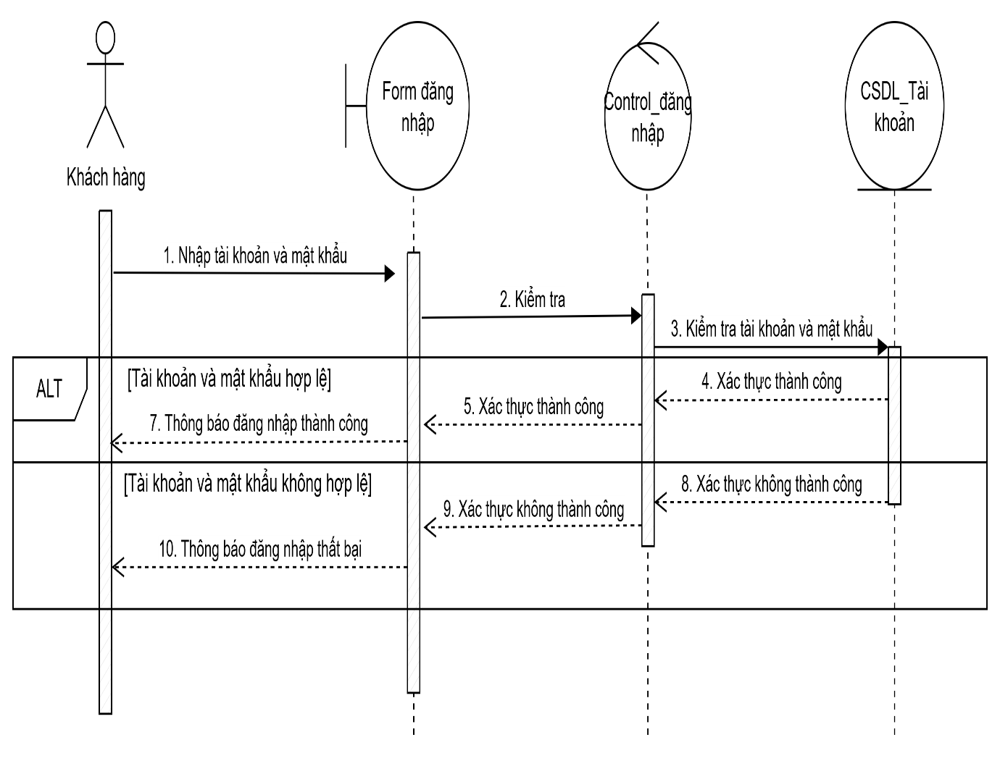 Form đăng
nhập
Control_đăng
nhập
CSDL_Tài
khoản
Khách hàng
1. Nhập tài khoản và mật khẩu
2. Kiểm tra
3. Kiểm tra tài khoản và mật khẩu
ALT
[Tài khoản và mật khẩu hợp lệ]
4. Xác thực thành công
5. Xác thực thành công
7. Thông báo đăng nhập thành công
[Tài khoản và mật khẩu không hợp lệ]
8. Xác thực không thành công
9. Xác thực không thành công
10. Thông báo đăng nhập thất bại